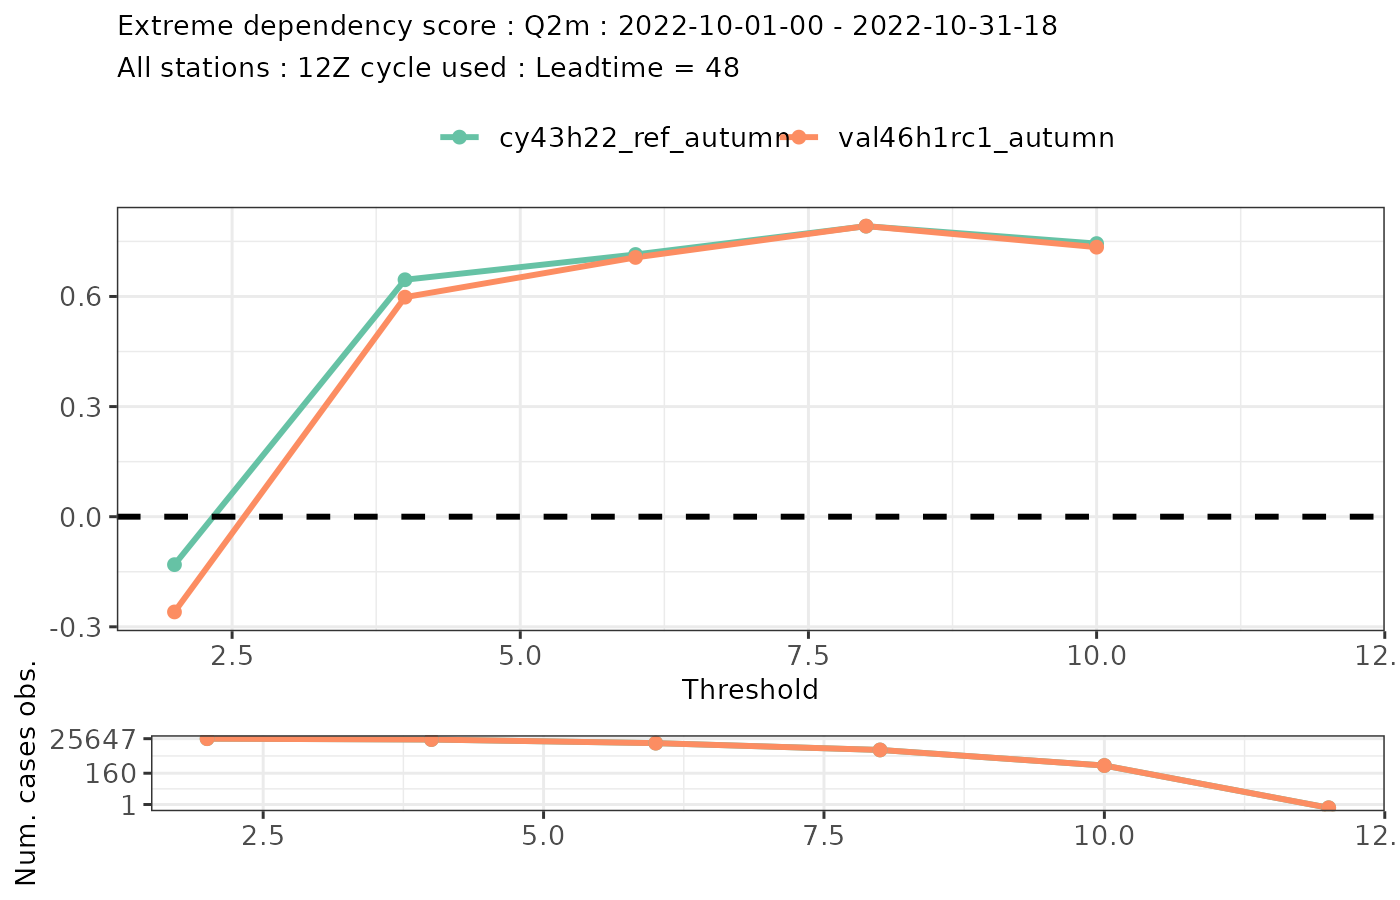 Extreme dependency score : Q2m : 2022-10-01-00 - 2022-10-31-18
All stations : 12Z cycle used : Leadtime = 48
cy43h22_ref_autumn val46h1rc1_autumn
0.6
0.3
0.0
-0.3
2.5 5.0 7.5 10.0 12.
Threshold
Num. cases obs.
25647
160
1
2.5 5.0 7.5 10.0 12.